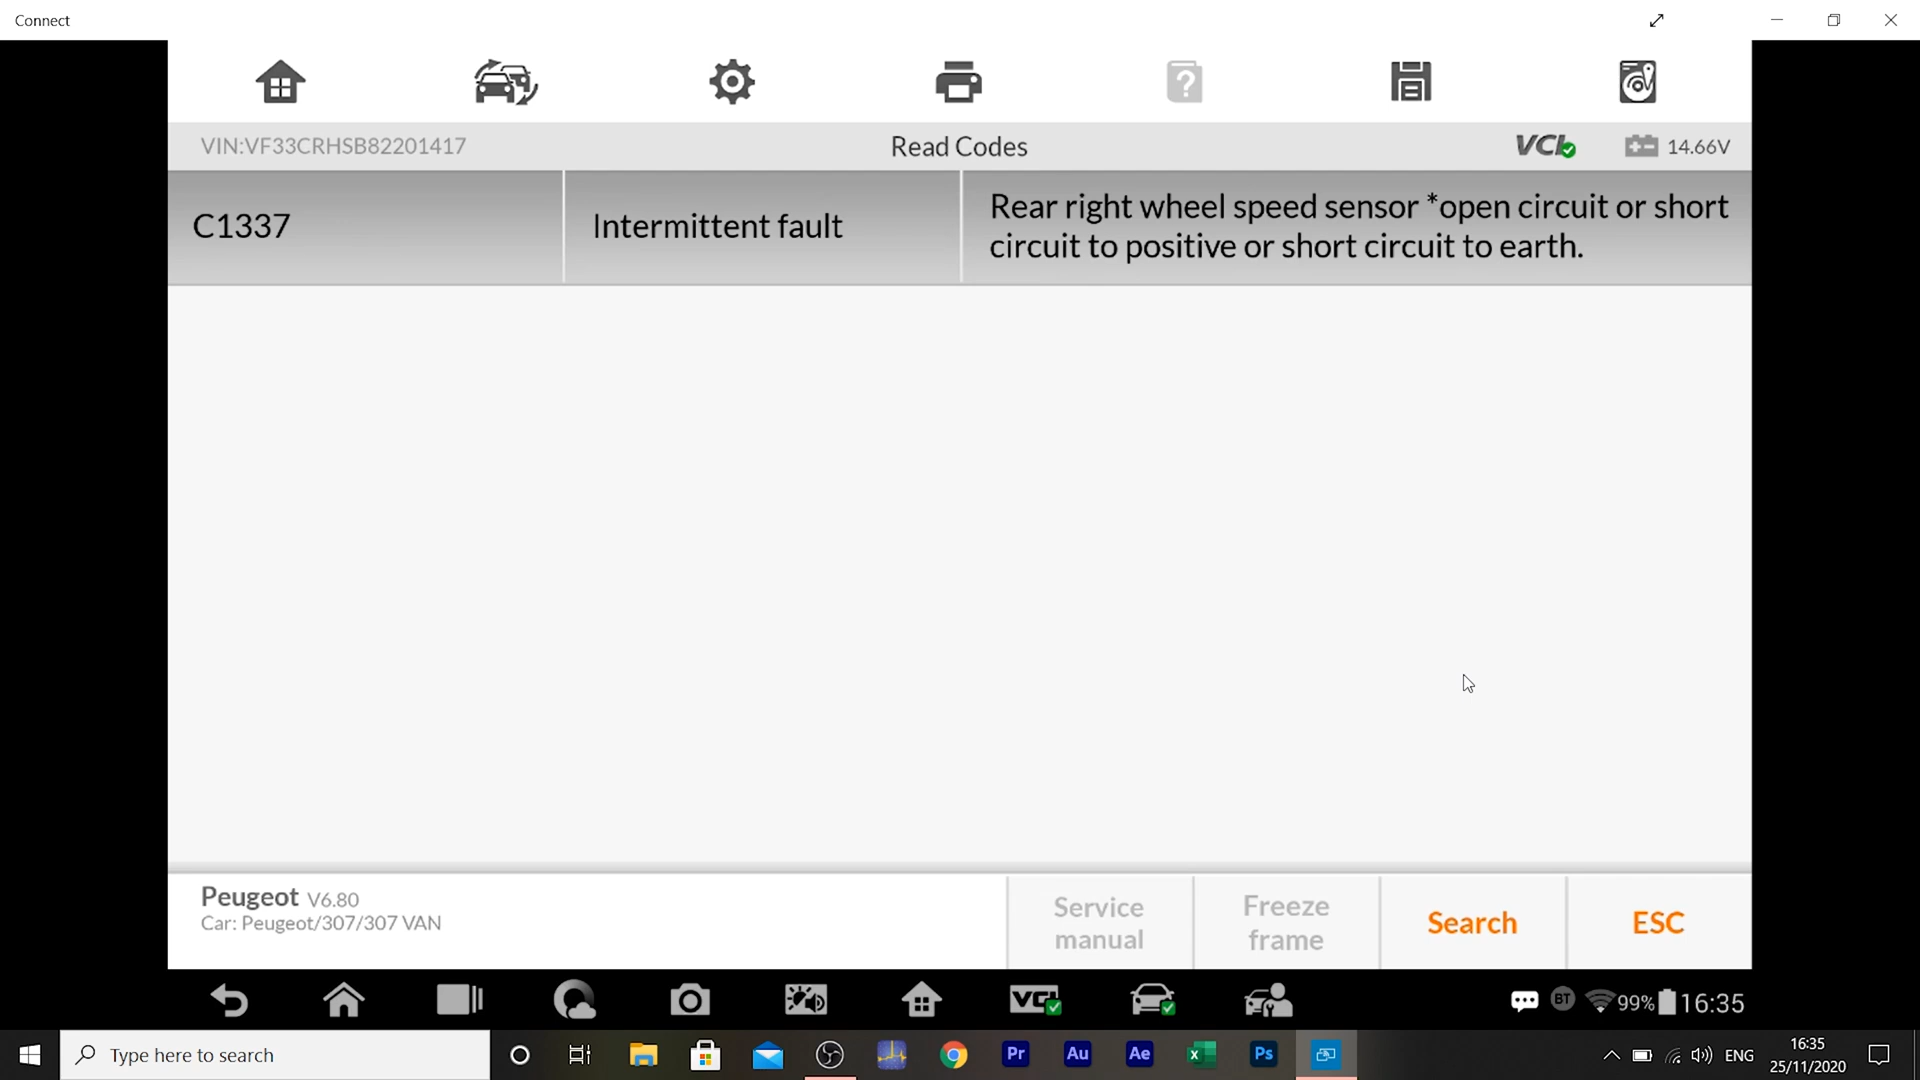 Connect
VIN:VF33CRHSB82201417
Read Codes
VCI
14.66V
C1337
Intermittent fault
Rear right wheel speed sensor *open circuit or short
circuit to positive or short circuit to earth.
Peugeot V6.80
Car: Peugeot/307/307 VAN
Service
manual
Freeze
frame
Search
ESC
VCI
BT
99%
16:35
Type here to search
Pr
Au
Ae
Ps
ENG
16:35
25/11/2020